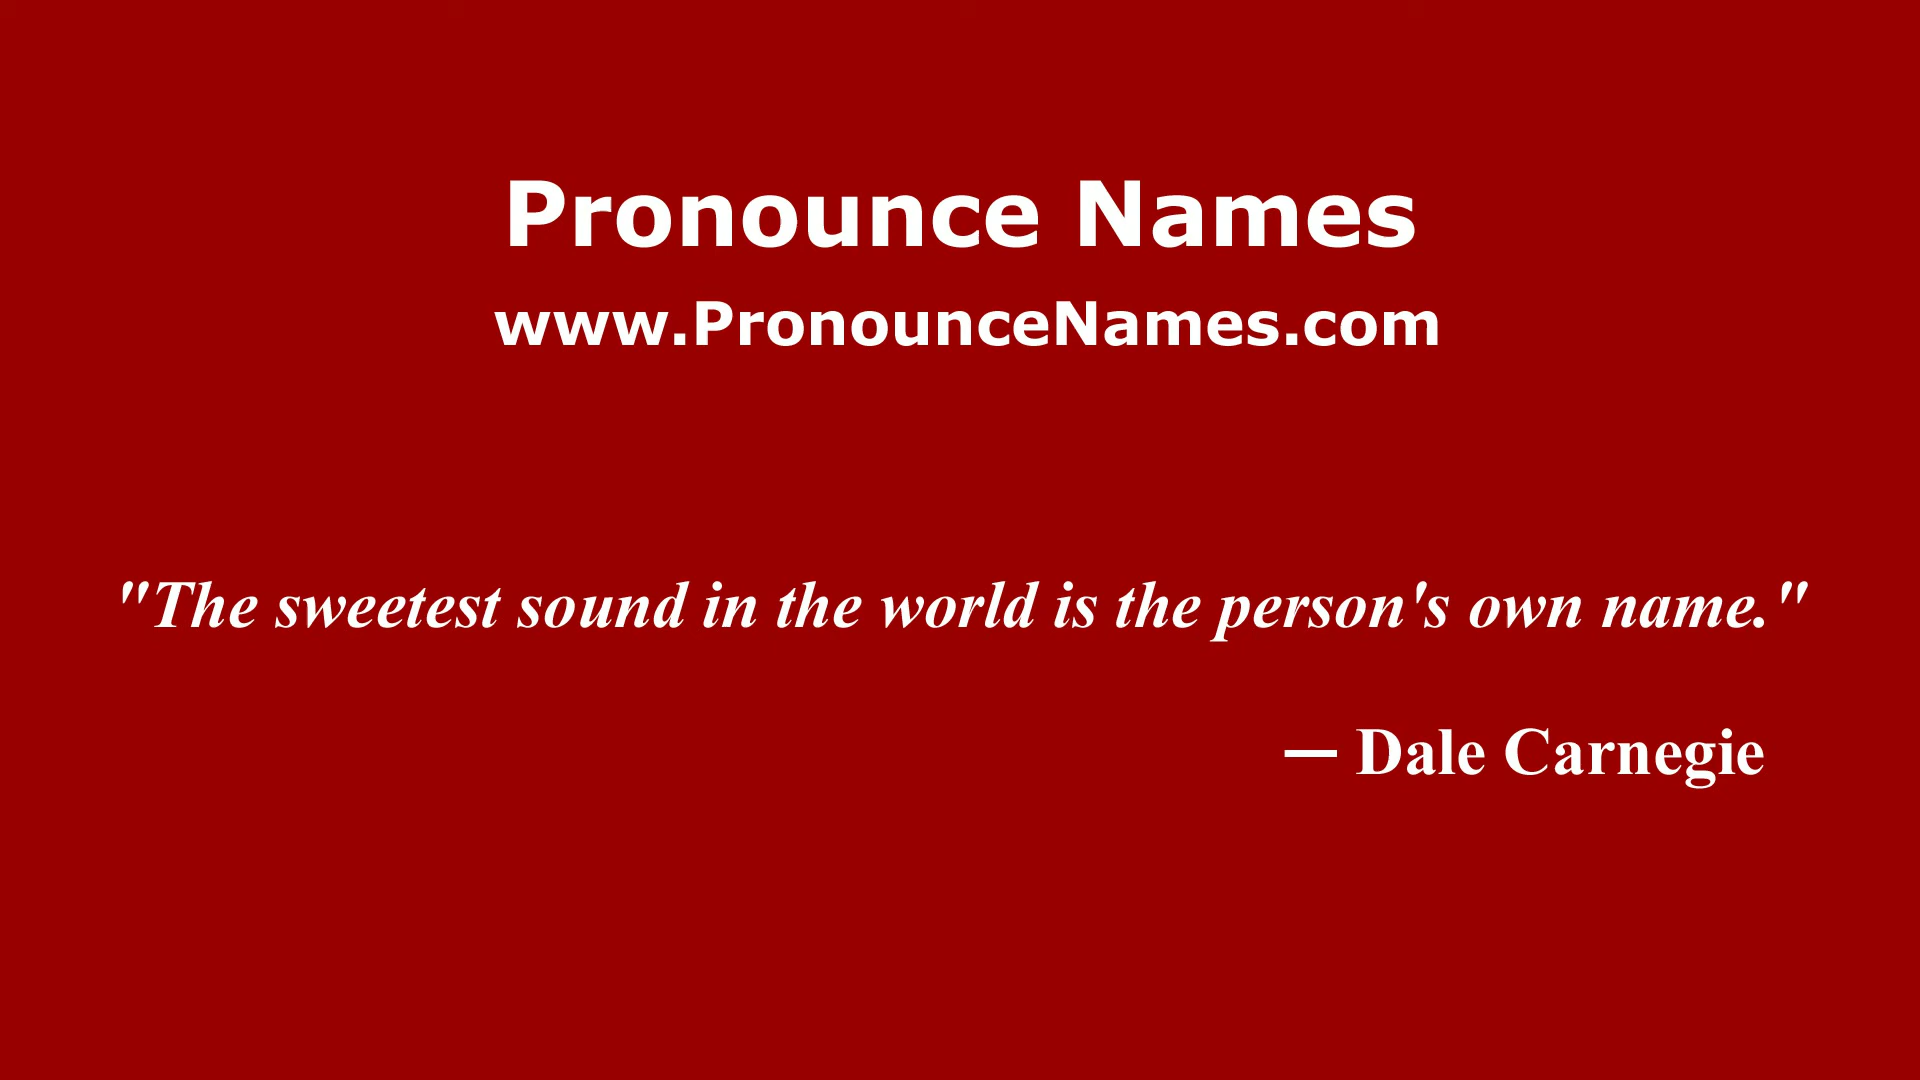 Pronounce Names
www.PronounceNames.com
"The sweetest sound in the world is the person's own name."
— Dale Carnegie